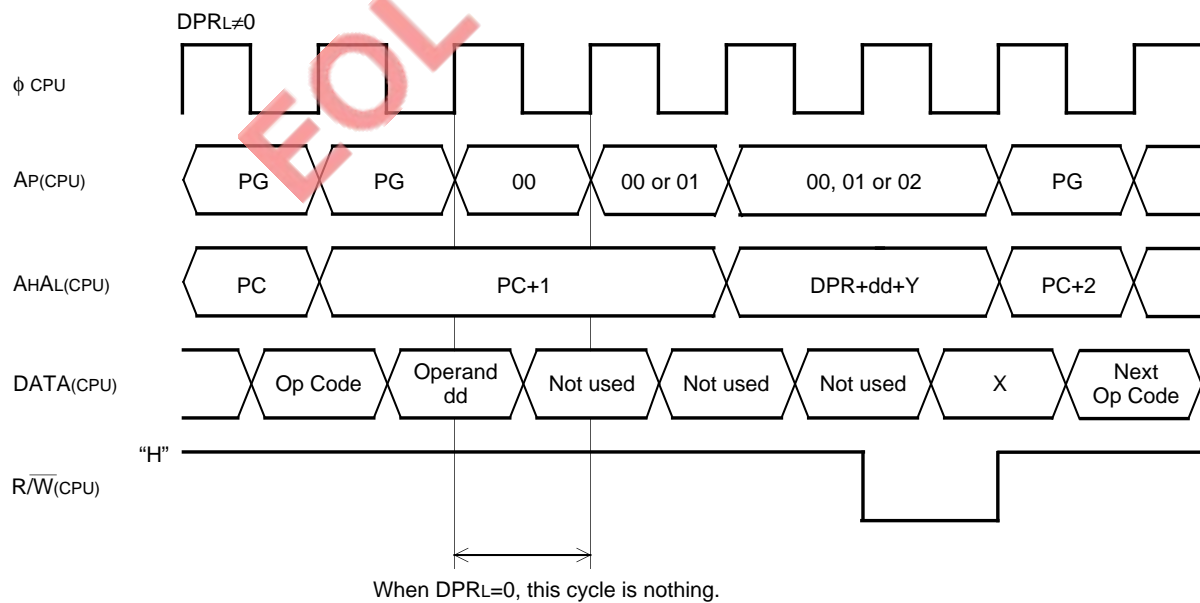 DPRL≠0
EOL
ϕ CPU
AP(CPU)
PG
PG
00
00 or 01
00, 01 or 02
PG
AHAL(CPU)
PC
PC+1
DPR+dd+Y
PC+2
DATA(CPU)
Op Code
Operand
dd
Not used
Not used
Not used
X
Next
Op Code
“H”
R/W̅(CPU)
When DPRL=0, this cycle is nothing.